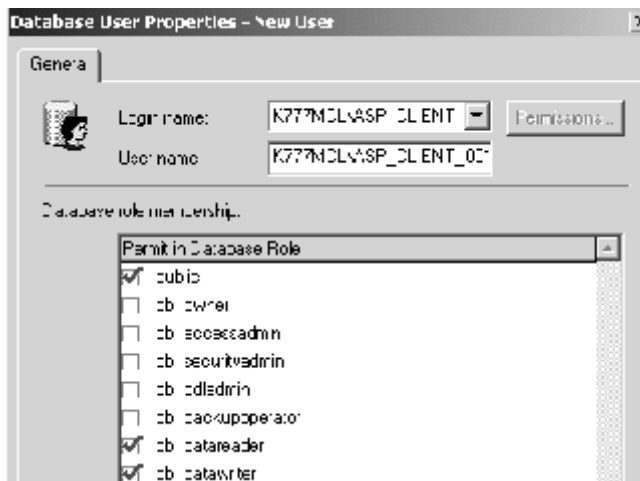 Database User Properties - New User
General
Login name:
Permissions...
User name
Database role membership:
Permit in Database Role
public
db_owner
db_accessadmin
db_securityadmin
db_ddladmin
db_backupoperator
db_datareader
db_datawriter